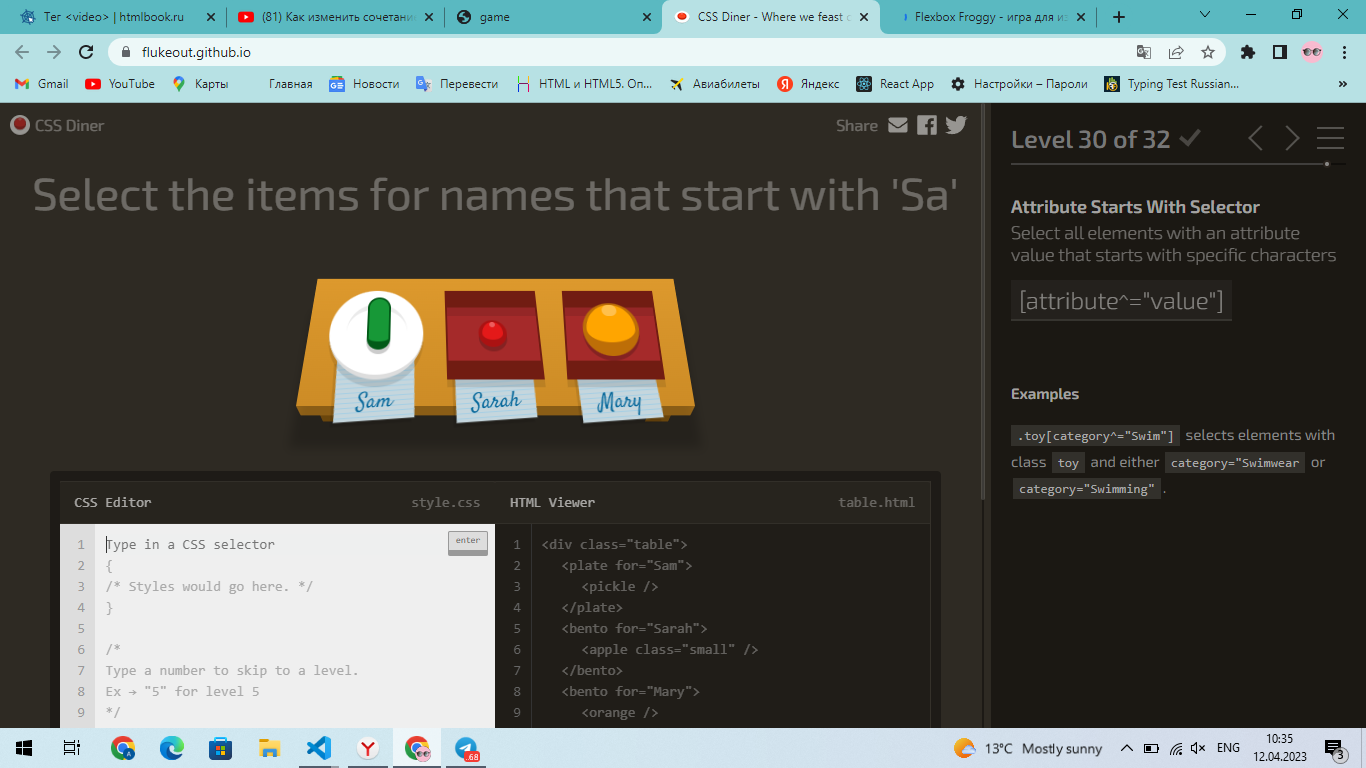 Тег <video> | htmlbook.ru
(81) Как изменить сочетани
game
CSS Diner - Where we feast o
Flexbox Froggy - игра для из
flukeout.github.io
Gmail
YouTube
Карты
Главная
Новости
Перевести
HTML и HTML5. Оп...
Авиабилеты
Яндекс
React App
Настройки – Пароли
Typing Test Russian...
CSS Diner
Share
Select the items for names that start with 'Sa'
Sam
Sarah
Mary
CSS Editor
style.css
1 Type in a CSS selector
enter
2 {
3 /* Styles would go here. */
4 }
5
6 /*
7 Type a number to skip to a level.
8 Ex → "5" for level 5
9 */
HTML Viewer
table.html
1 <div class="table">
2 <plate for="Sam">
3 <pickle />
4 </plate>
5 <bento for="Sarah">
6 <apple class="small" />
7 </bento>
8 <bento for="Mary">
9 <orange />
Level 30 of 32
Attribute Starts With Selector
Select all elements with an attribute
value that starts with specific characters
[attribute^="value"]
Examples
.toy[category^="Swim"] selects elements with
class toy and either category="Swimwear or
category="Swimming" .
.68
13°C Mostly sunny
ENG
10:35
12.04.2023
3